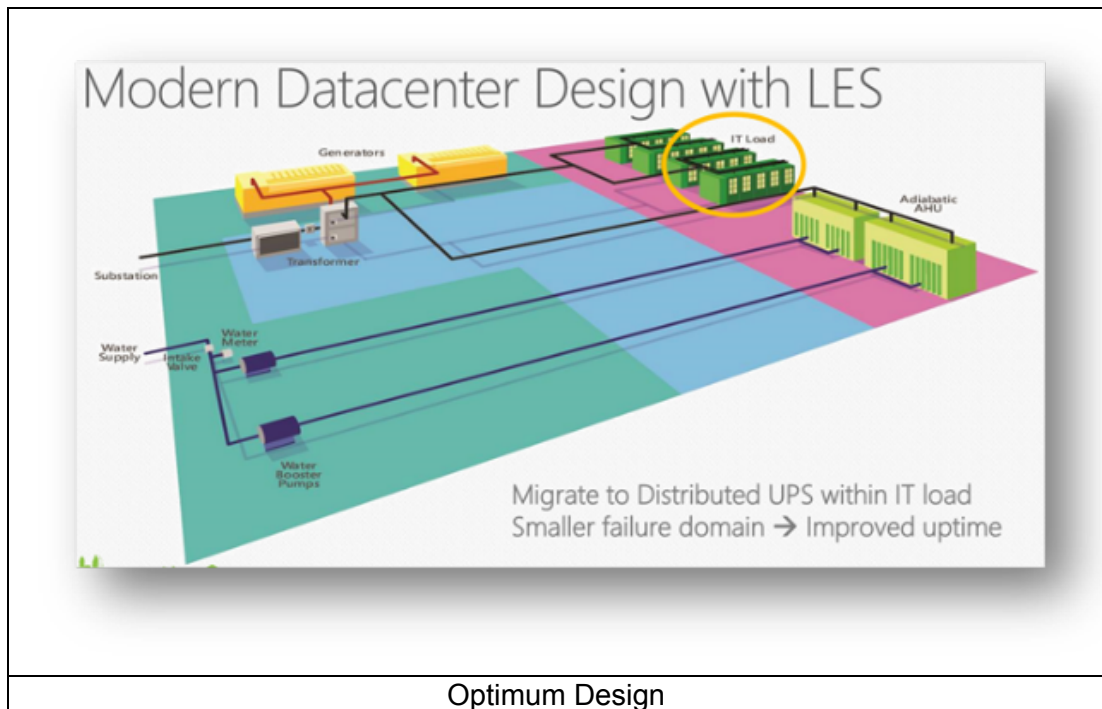 Modern Datacenter Design with LES
IT Load
Generators
Adiabatic
AHU
Substation
Transformer
Water
Meter
Water
Supply
Intake
Valve
Water
Booster
Pumps
Migrate to Distributed UPS within IT load
Smaller failure domain → Improved uptime
Optimum Design